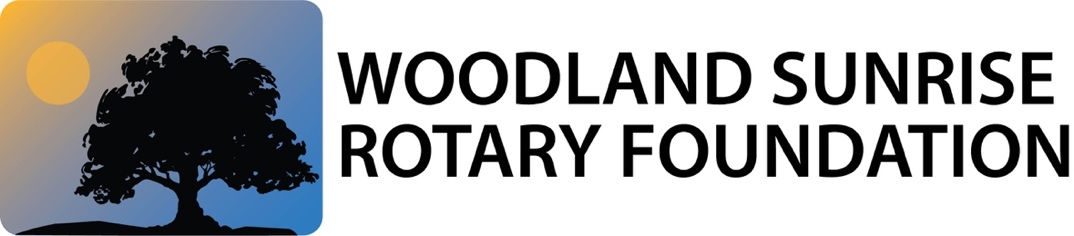 WOODLAND SUNRISE
ROTARY FOUNDATION